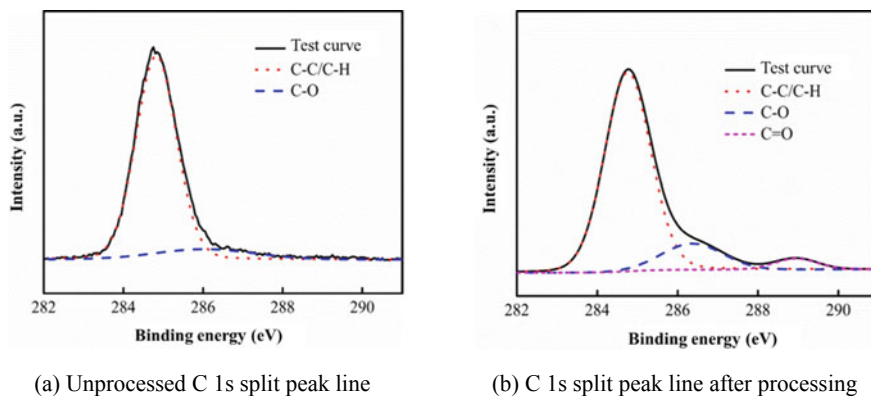 Intensity (a.u.)
Test curve
C-C/C-H
C-O
282 284 286 288 290
Binding energy (eV)
(a) Unprocessed C 1s split peak line
Intensity (a.u.)
Test curve
C-C/C-H
C-O
C=O
282 284 286 288 290
Binding energy (eV)
(b) C 1s split peak line after processing